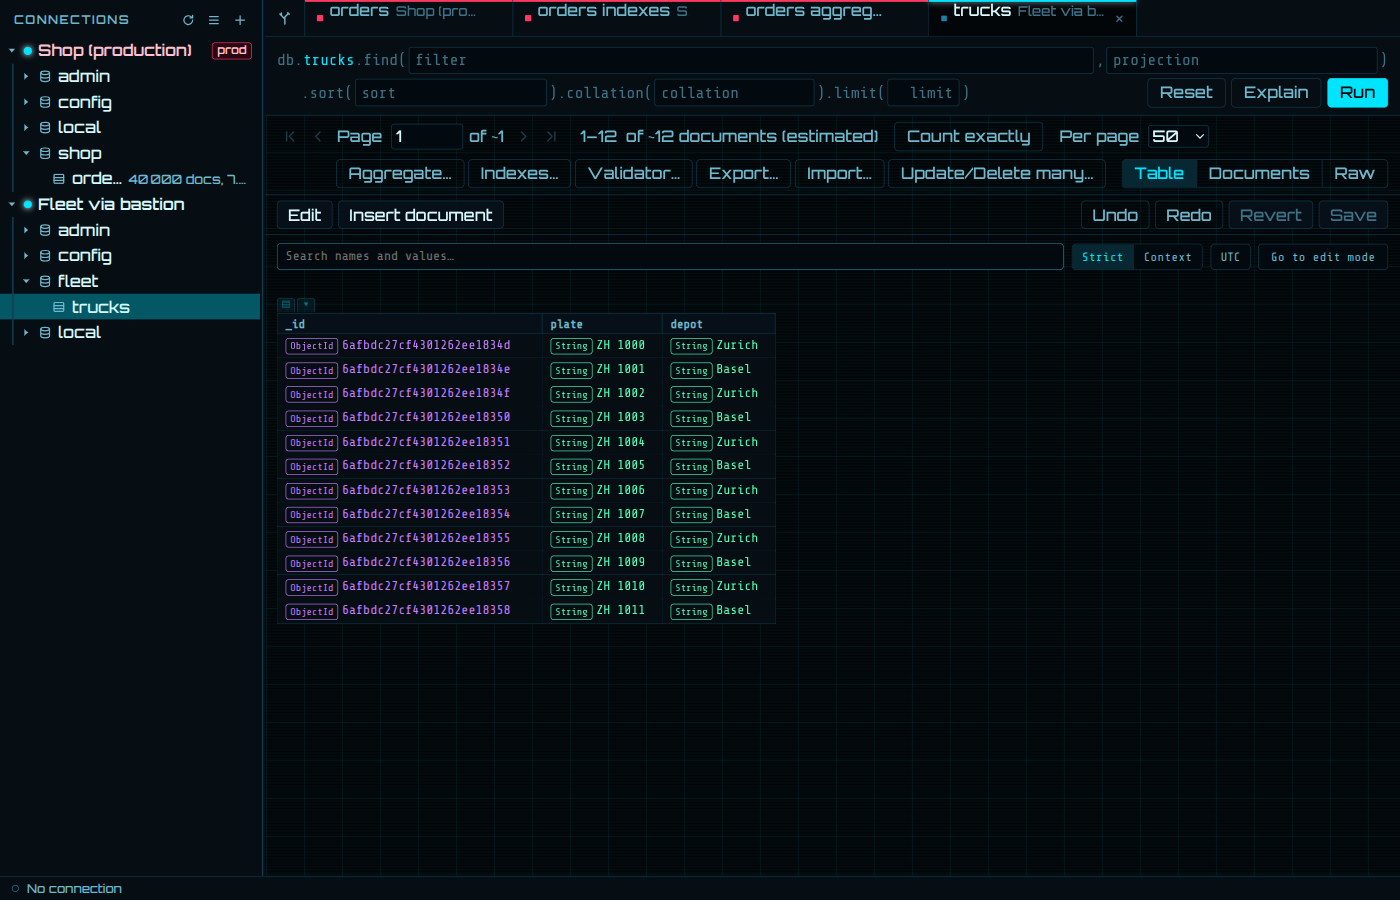 CONNECTIONS
Shop (production) prod
admin
config
local
shop
orde... 40 000 docs, 7....
Fleet via bastion
admin
config
fleet
trucks
local
orders Shop (pro...
orders indexes S
orders aggreg...
trucks Fleet via b... ×
db.trucks.find( filter , projection )
.sort( sort ).collation( collation ).limit( limit )
Reset Explain Run
Page 1 of ~1 1–12 of ~12 documents (estimated) Count exactly Per page 50
Aggregate... Indexes... Validator... Export... Import... Update/Delete many... Table Documents Raw
Edit Insert document Undo Redo Revert Save
Search names and values… Strict Context UTC Go to edit mode
_id plate depot
ObjectId 6afbdc27cf4301262ee1834d String ZH 1000 String Zurich
ObjectId 6afbdc27cf4301262ee1834e String ZH 1001 String Basel
ObjectId 6afbdc27cf4301262ee1834f String ZH 1002 String Zurich
ObjectId 6afbdc27cf4301262ee18350 String ZH 1003 String Basel
ObjectId 6afbdc27cf4301262ee18351 String ZH 1004 String Zurich
ObjectId 6afbdc27cf4301262ee18352 String ZH 1005 String Basel
ObjectId 6afbdc27cf4301262ee18353 String ZH 1006 String Zurich
ObjectId 6afbdc27cf4301262ee18354 String ZH 1007 String Basel
ObjectId 6afbdc27cf4301262ee18355 String ZH 1008 String Zurich
ObjectId 6afbdc27cf4301262ee18356 String ZH 1009 String Basel
ObjectId 6afbdc27cf4301262ee18357 String ZH 1010 String Zurich
ObjectId 6afbdc27cf4301262ee18358 String ZH 1011 String Basel
No connection